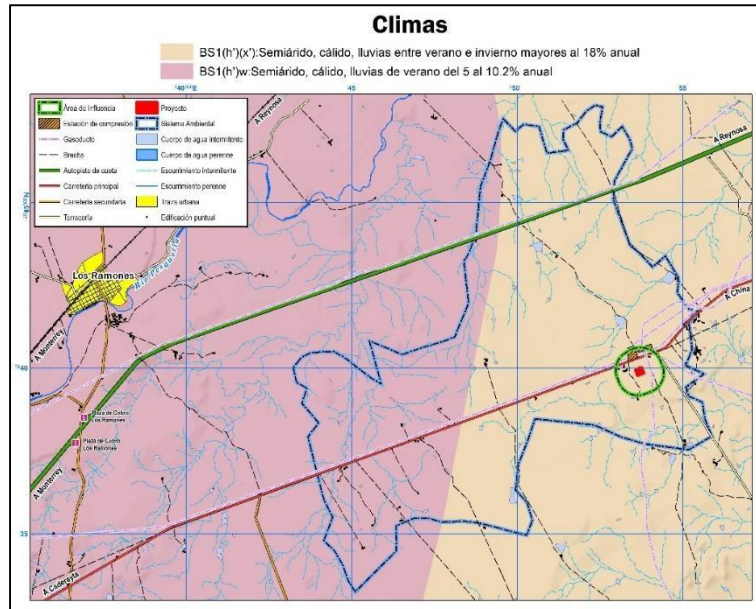 Climas
BS1(h')(x'):Semiárido, cálido, lluvias entre verano e invierno mayores al 18% anual
BS1(h')w:Semiárido, cálido, lluvias de verano del 5 al 10.2% anual
45
50
55
Área de Influencia
Proyecto
Estación de compresión
Sistema Ambiental
Gasoducto
Cuerpo de agua intermitente
Brecha
Cuerpo de agua perenne
Autopista de cuota
Escurrimiento intermitente
Carretera principal
Escurrimiento perenne
Carretera secundaria
Traza urbana
Terracería
Edificación puntual
A Reynosa
A Reynosa
Río Pesquería
Los Ramones
A China
A Monterrey
40
Plaza de Cobro
Los Ramones
Plaza de Cobro
Los Ramones
A Monterrey
35
A Cadereyta